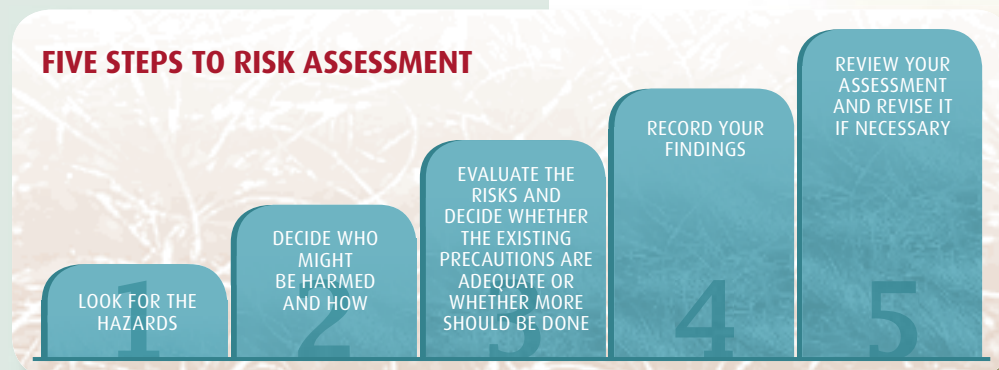 FIVE STEPS TO RISK ASSESSMENT
1
LOOK FOR THE
HAZARDS
2
DECIDE WHO
MIGHT
BE HARMED
AND HOW
3
EVALUATE THE
RISKS AND
DECIDE WHETHER
THE EXISTING
PRECAUTIONS ARE
ADEQUATE OR
WHETHER MORE
SHOULD BE DONE
4
RECORD YOUR
FINDINGS
5
REVIEW YOUR
ASSESSMENT
AND REVISE IT
IF NECESSARY